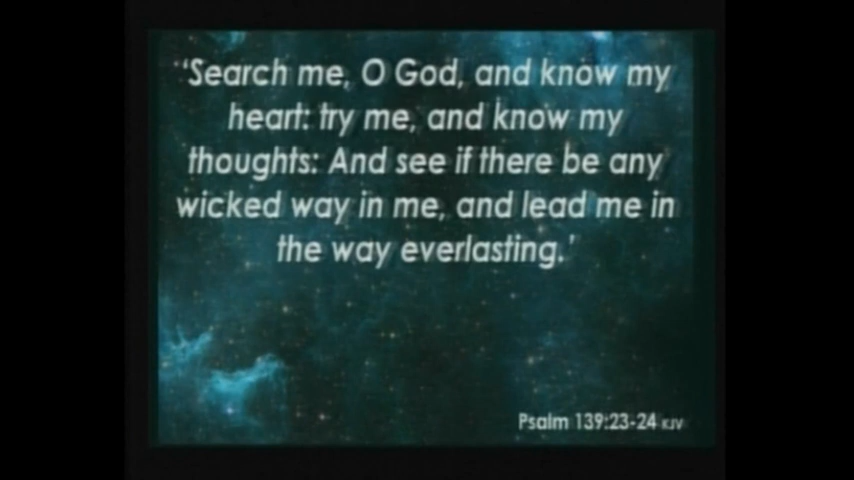 ‘Search me, O God, and know my
heart: try me, and know my
thoughts: And see if there be any
wicked way in me, and lead me in
the way everlasting.’
Psalm 139:23-24 KJV